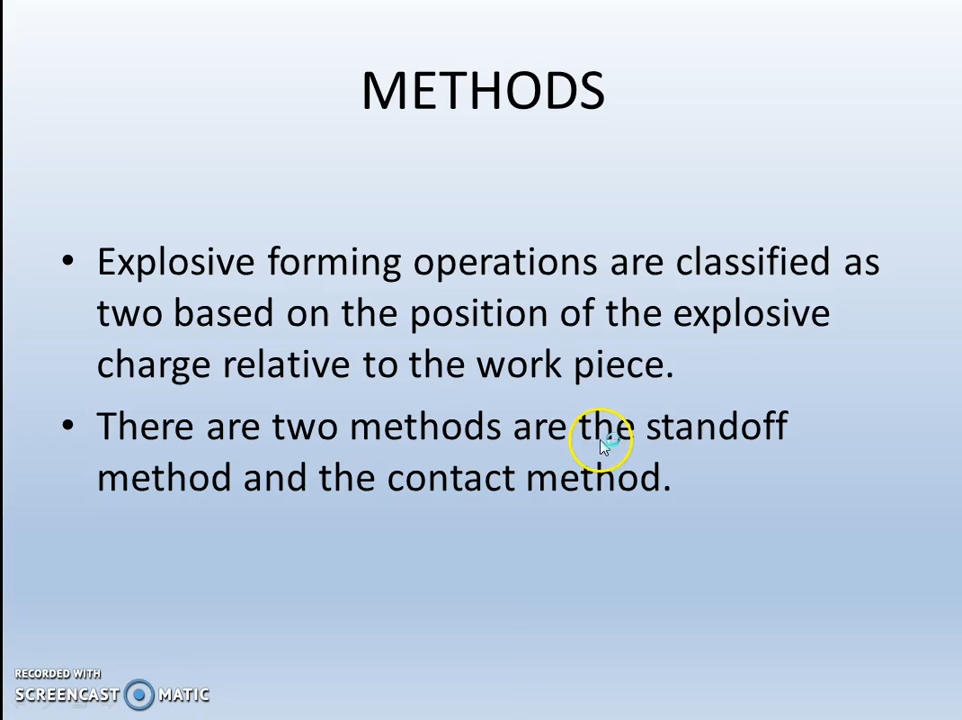 METHODS
• Explosive forming operations are classified as
two based on the position of the explosive
charge relative to the work piece.
• There are two methods are the standoff
method and the contact method.
RECORDED WITH
SCREENCAST MATIC